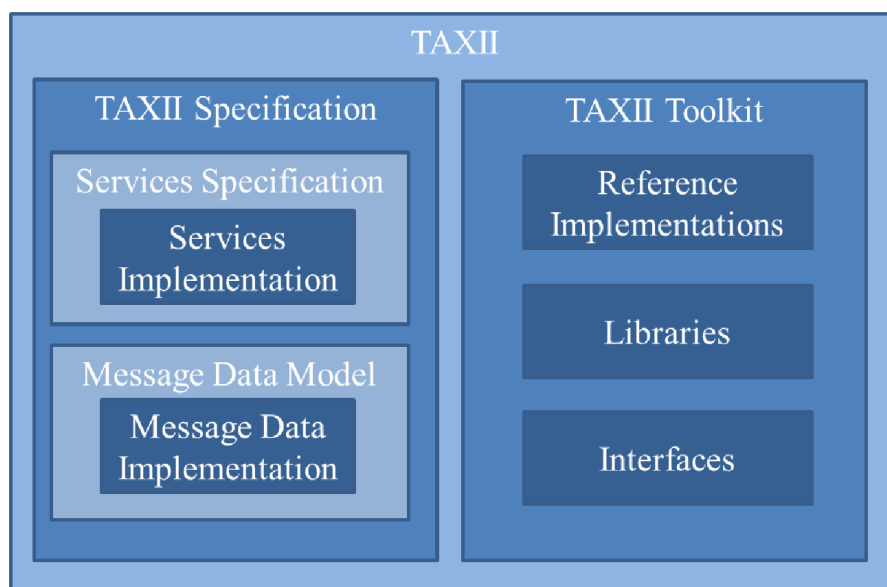 TAXII
TAXII Specification
Services Specification
Services
Implementation
Message Data Model
Message Data
Implementation
TAXII Toolkit
Reference
Implementations
Libraries
Interfaces